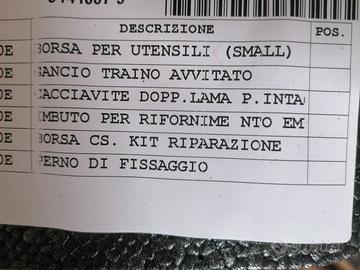 DESCRIZIONE POS.
DE BORSA PER UTENSILI (SMALL)
DE GANCIO TRAINO AVVITATO
DE CACCIAVITE DOPP.LAMA P.INTA
DE IMBUTO PER RIFORNIME NTO EM
DE BORSA CS. KIT RIPARAZIONE
DE PERNO DI FISSAGGIO